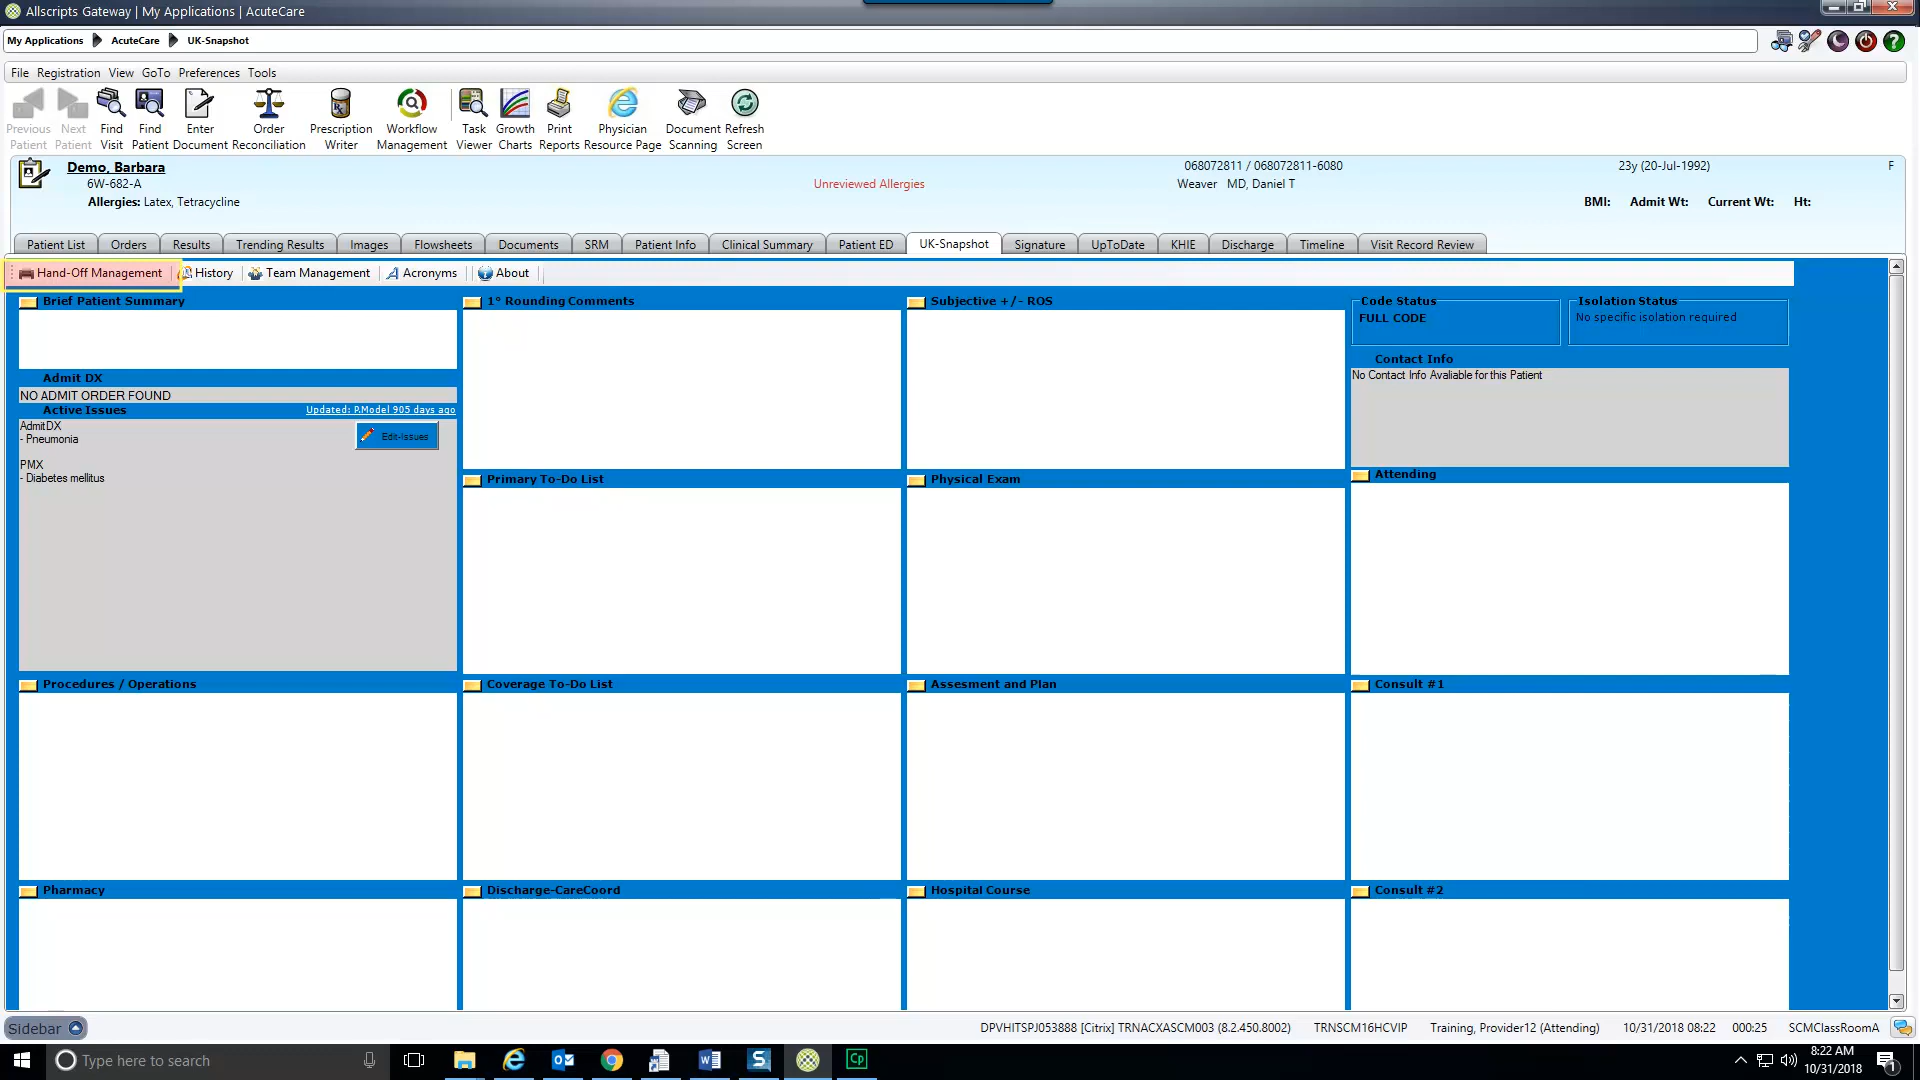 Allscripts Gateway | My Applications | AcuteCare
My Applications AcuteCare UK-Snapshot
File Registration View GoTo Preferences Tools
Previous Patient
Next Patient
Find Visit
Find Patient
Enter Document
Order Reconciliation
Prescription Writer
Workflow Management
Task Viewer
Growth Charts
Print Reports
Physician Resource Page
Document Scanning
Refresh Screen
Demo, Barbara
068072811 / 068072811-6080
23y (20-Jul-1992)
F
6W-682-A
Unreviewed Allergies
Weaver MD, Daniel T
Allergies: Latex, Tetracycline
BMI: Admit Wt: Current Wt: Ht:
Patient List Orders Results Trending Results Images Flowsheets Documents SRM Patient Info Clinical Summary Patient ED UK-Snapshot Signature UpToDate KHIE Discharge Timeline Visit Record Review
Hand-Off Management History Team Management Acronyms About
Brief Patient Summary
Admit DX
NO ADMIT ORDER FOUND
Active Issues Updated: P.Model 905 days ago
AdmitDX
- Pneumonia
Edit-Issues
PMX
- Diabetes mellitus
Procedures / Operations
Pharmacy
1° Rounding Comments
Primary To-Do List
Coverage To-Do List
Discharge-CareCoord
Subjective +/- ROS
Physical Exam
Assesment and Plan
Hospital Course
Code Status
FULL CODE
Isolation Status
No specific isolation required
Contact Info
No Contact Info Avaliable for this Patient
Attending
Consult #1
Consult #2
Sidebar
DPVHITSPJ053888 [Citrix] TRNACXASCM003 (8.2.450.8002) TRNSCM16HCVIP Training, Provider12 (Attending) 10/31/2018 08:22 000:25 SCMClassRoomA
Type here to search
8:22 AM
10/31/2018
1